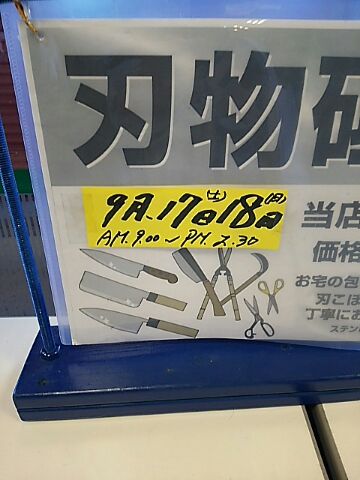 刃物研
9月.17日(土)18日(日)
AM.9.00〜PM.2.30
当店
価格
お宅の包
刃こぼ
丁寧にお
ステン